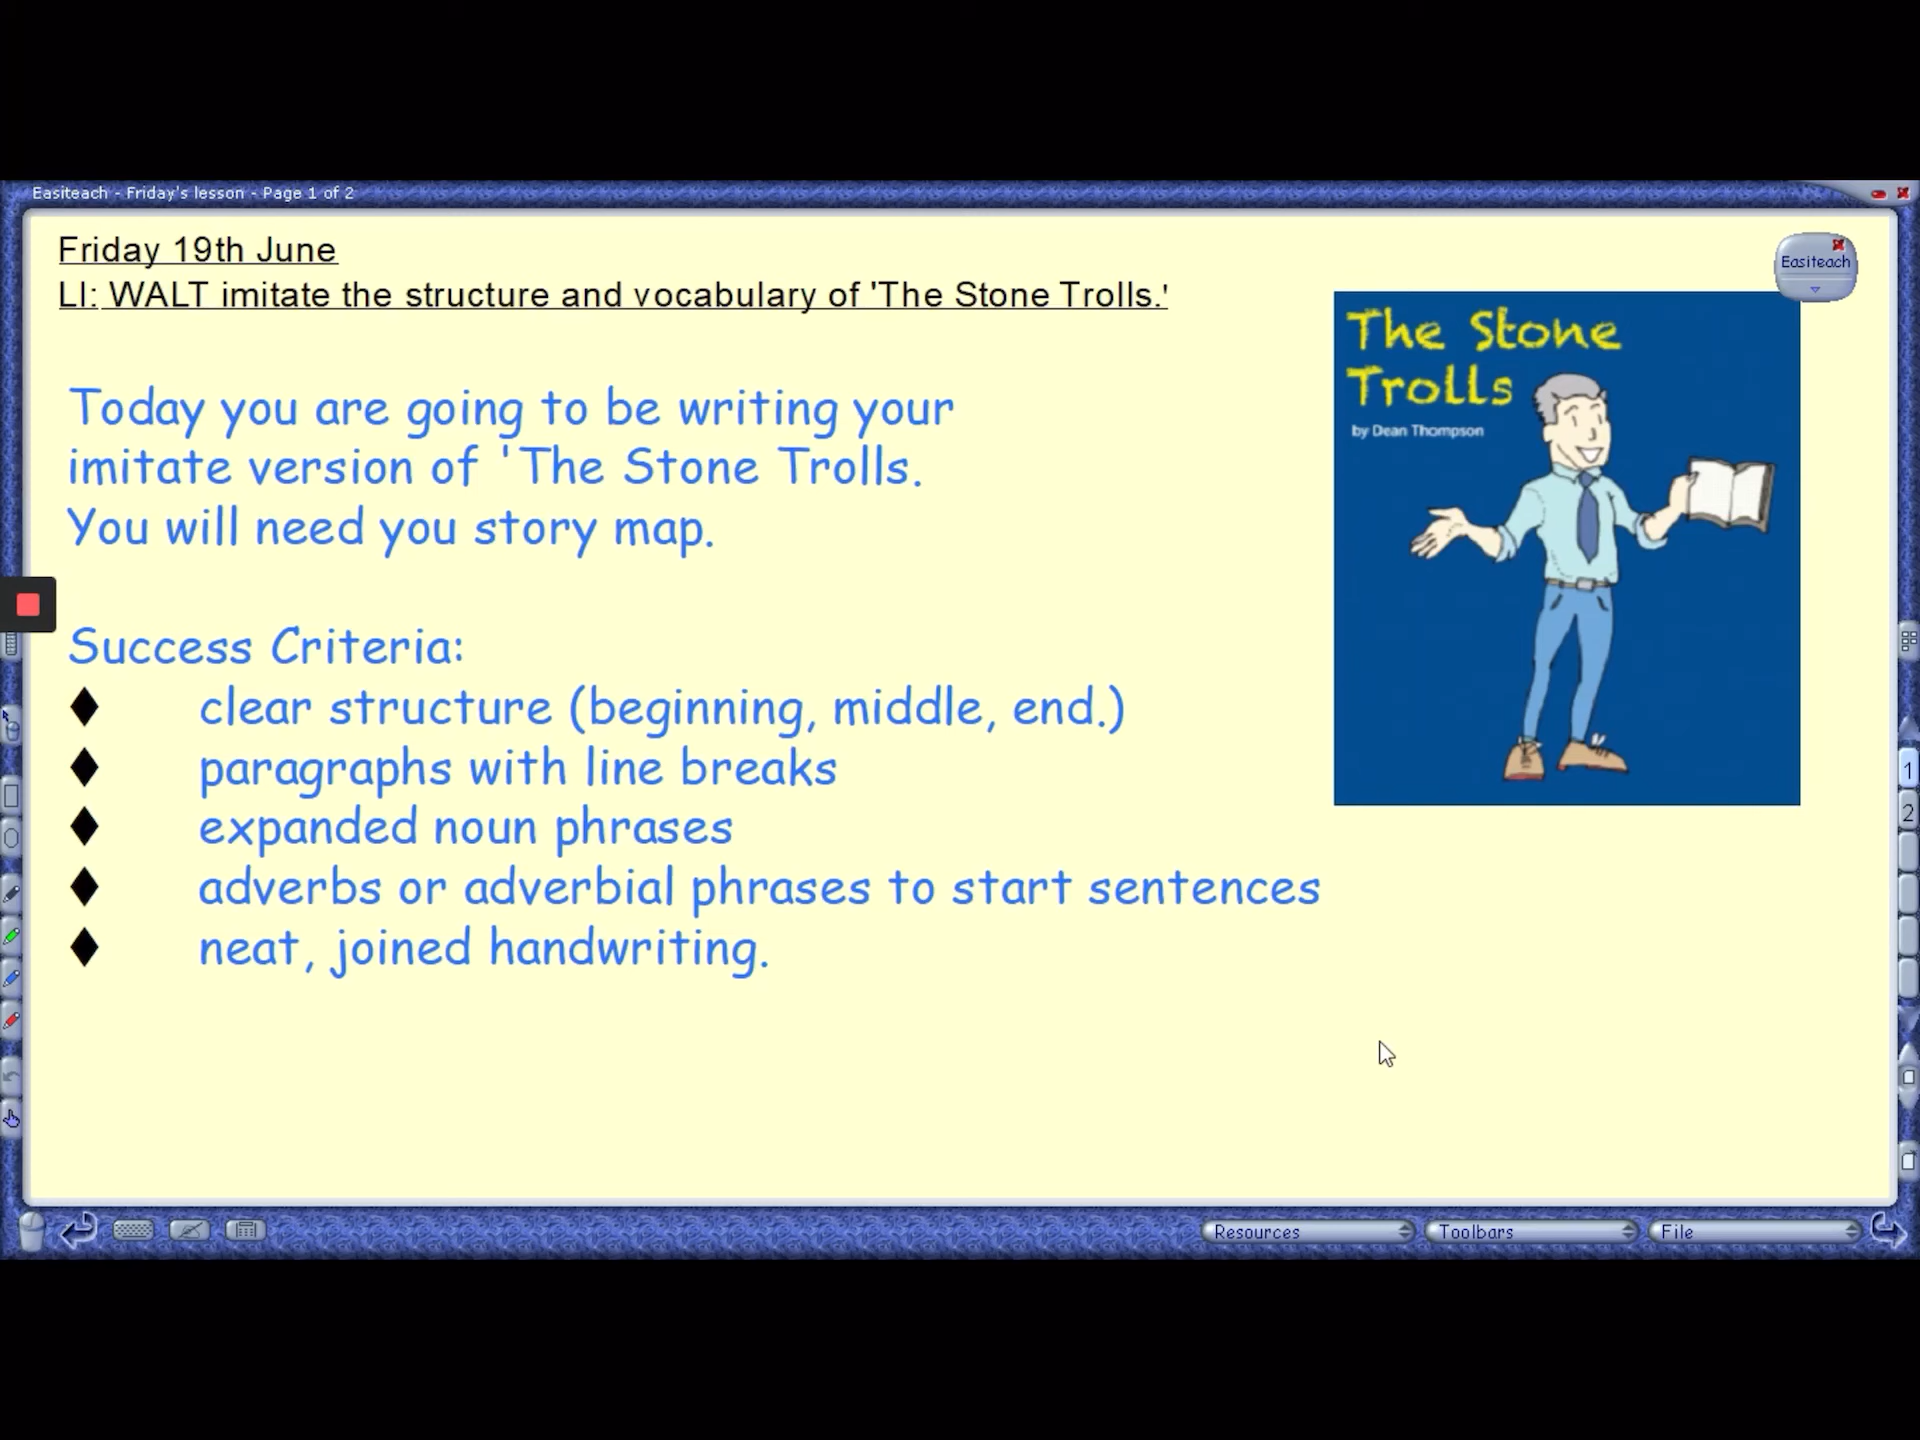 Easiteach - Friday's lesson - Page 1 of 2
Friday 19th June
Easiteach
LI: WALT imitate the structure and vocabulary of 'The Stone Trolls.'
The Stone
Trolls
by Dean Thompson
Today you are going to be writing your
imitate version of 'The Stone Trolls.
You will need you story map.
Success Criteria:
♦ clear structure (beginning, middle, end.)
♦ paragraphs with line breaks
♦ expanded noun phrases
♦ adverbs or adverbial phrases to start sentences
♦ neat, joined handwriting.
1
2
Resources
Toolbars
File